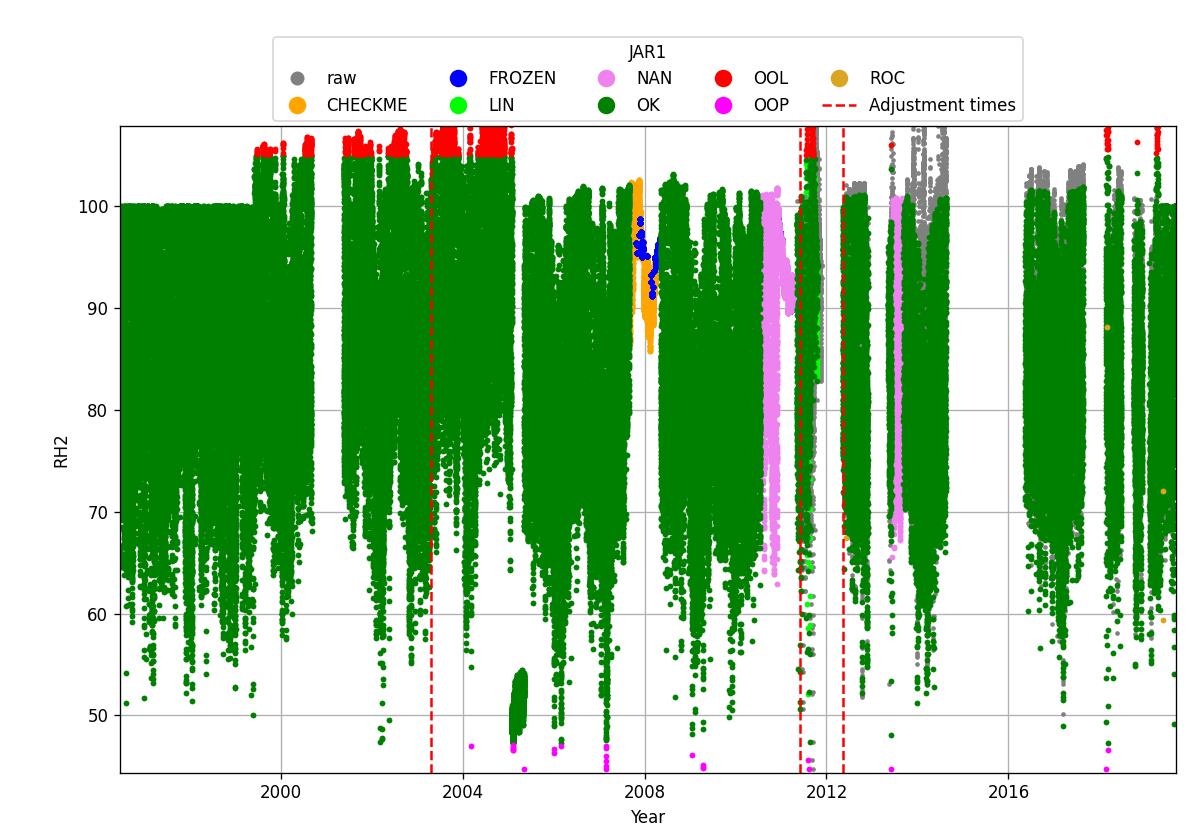 JAR1
raw FROZEN NAN OOL ROC
CHECKME LIN OK OOP Adjustment times
100
90
80
70
60
50
RH2
2000 2004 2008 2012 2016
Year